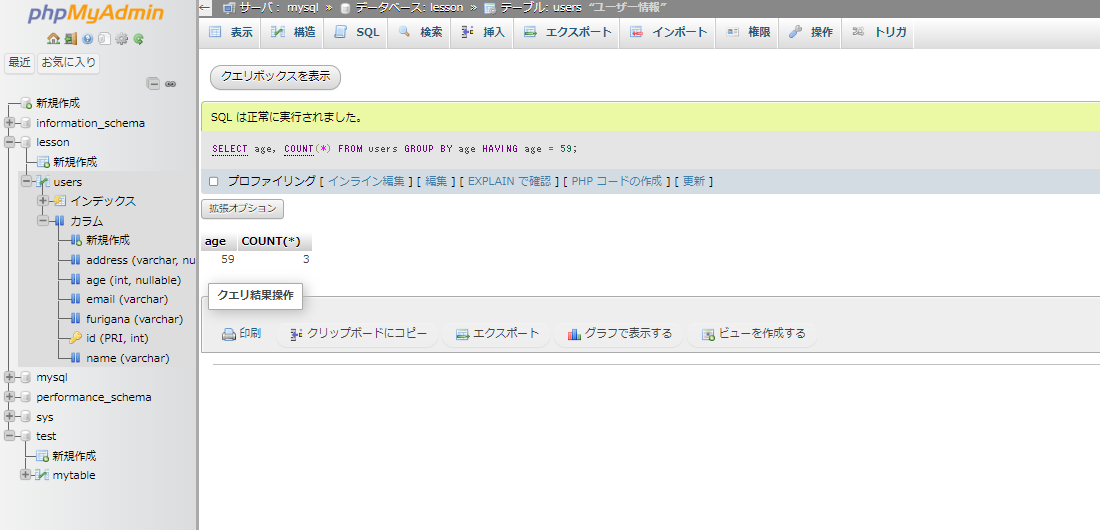 phpMyAdmin
最近 お気に入り
新規作成
information_schema
lesson
新規作成
users
インデックス
カラム
新規作成
address (varchar, nu
age (int, nullable)
email (varchar)
furigana (varchar)
id (PRI, int)
name (varchar)
mysql
performance_schema
sys
test
新規作成
mytable
サーバ: mysql » データベース: lesson » テーブル: users “ユーザー情報”
表示 構造 SQL 検索 挿入 エクスポート インポート 権限 操作 トリガ
クエリボックスを表示
SQL は正常に実行されました。
SELECT age, COUNT(*) FROM users GROUP BY age HAVING age = 59;
プロファイリング [ インライン編集 ] [ 編集 ] [ EXPLAIN で確認 ] [ PHP コードの作成 ] [ 更新 ]
拡張オプション
age COUNT(*)
59 3
クエリ結果操作
印刷 クリップボードにコピー エクスポート グラフで表示する ビューを作成する